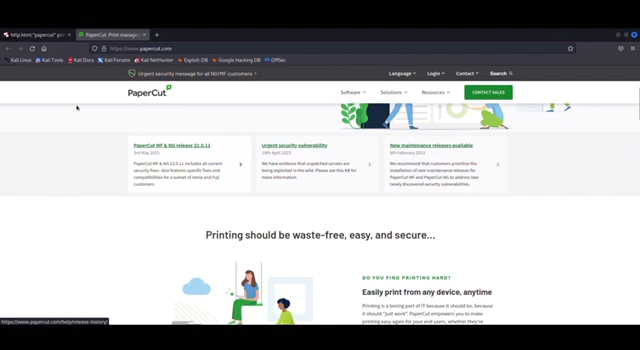 http.html:"papercut" pap
PaperCut: Print manage
https://www.papercut.com
Kali Linux
Kali Tools
Kali Docs
Kali Forums
Kali NetHunter
Exploit-DB
Google Hacking DB
OffSec
Urgent security message for all NG/MF customers
Language
Login
Contact
Search
PaperCut
Software
Solutions
Resources
CONTACT SALES
PaperCut MF & NG release 22.0.11
3rd May 2023
PaperCut MF & NG 22.0.11 includes all current
security fixes. Also features specific fixes and
compatibilities for a subset of Xerox and Fuji
customers.
Urgent security vulnerability
19th April 2023
We have evidence that unpatched servers are
being exploited in the wild. Please see this KB for
more information.
New maintenance releases available
We recommend that customers prioritize the
installation of new maintenance releases for
PaperCut MF and PaperCut NG to address two
newly discovered security vulnerabilities.
Printing should be waste-free, easy, and secure...
DO YOU FIND PRINTING HARD?
Easily print from any device, anytime
Printing is a boring part of IT because it should be, because
it should "just work". PaperCut empowers you to make
printing easy again for your end users, whether they're
https://www.papercut.com/help/release-history/